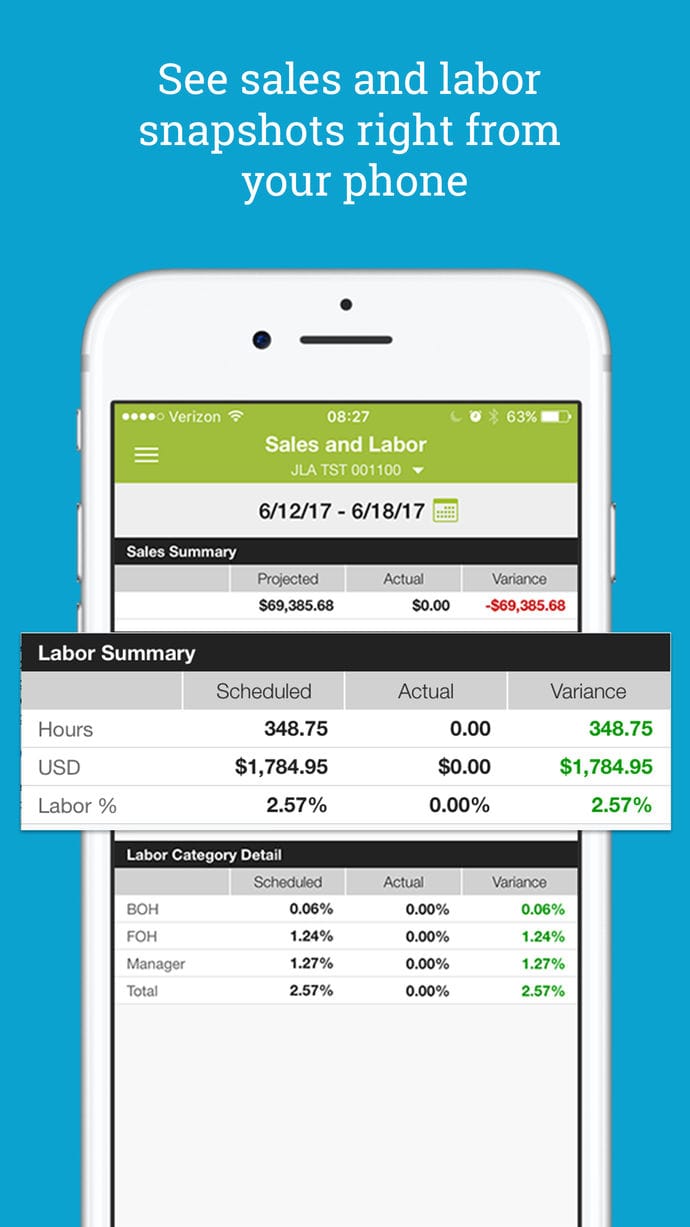 See sales and labor
snapshots right from
your phone
Verizon 08:27 63%
Sales and Labor
JLA TST 001100
6/12/17 - 6/18/17
Sales Summary
Projected Actual Variance
$69,385.68 $0.00 -$69,385.68
Labor Summary
Scheduled Actual Variance
Hours 348.75 0.00 348.75
USD $1,784.95 $0.00 $1,784.95
Labor % 2.57% 0.00% 2.57%
Labor Category Detail
Scheduled Actual Variance
BOH 0.06% 0.00% 0.06%
FOH 1.24% 0.00% 1.24%
Manager 1.27% 0.00% 1.27%
Total 2.57% 0.00% 2.57%